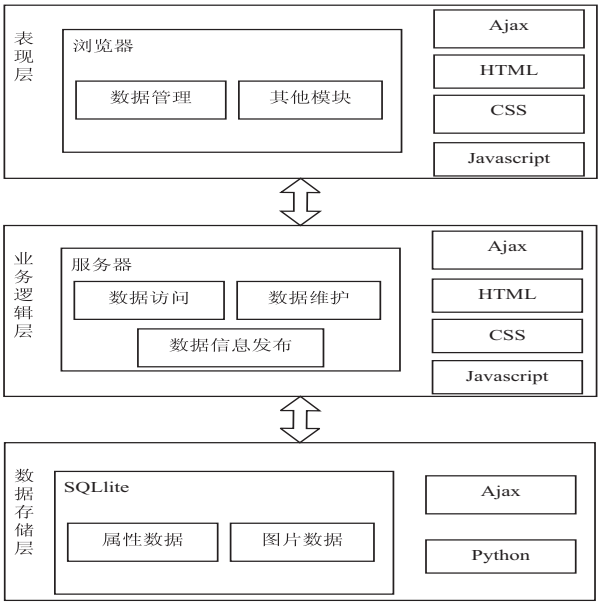 表现层
浏览器
数据管理
其他模块
Ajax
HTML
CSS
Javascript
业务逻辑层
服务器
数据访问
数据维护
数据信息发布
Ajax
HTML
CSS
Javascript
数据存储层
SQLlite
属性数据
图片数据
Ajax
Python